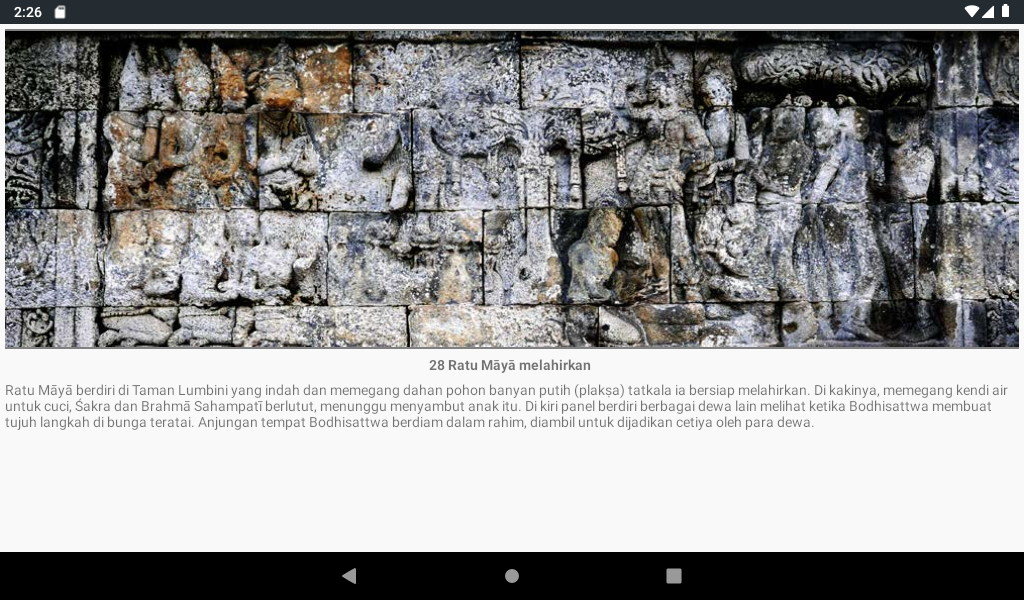 2:26
28 Ratu Māyā melahirkan
Ratu Māyā berdiri di Taman Lumbini yang indah dan memegang dahan pohon banyan putih (plakṣa) tatkala ia bersiap melahirkan. Di kakinya, memegang kendi air
untuk cuci, Śakra dan Brahmā Sahampatī berlutut, menunggu menyambut anak itu. Di kiri panel berdiri berbagai dewa lain melihat ketika Bodhisattwa membuat
tujuh langkah di bunga teratai. Anjungan tempat Bodhisattwa berdiam dalam rahim, diambil untuk dijadikan cetiya oleh para dewa.